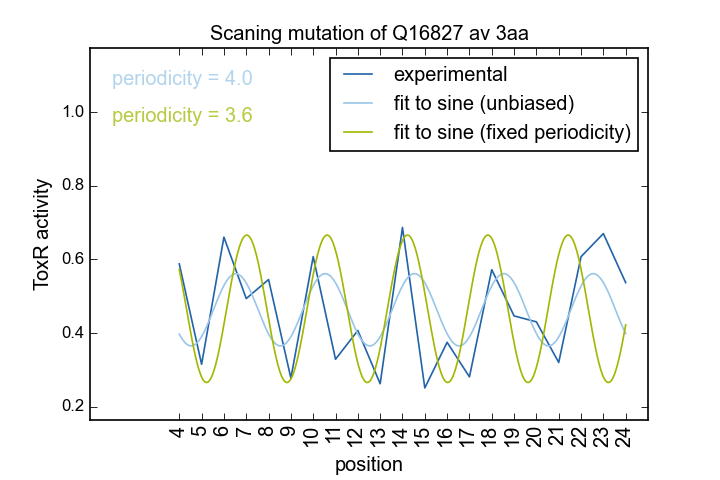 Scaning mutation of Q16827 av 3aa
periodicity = 4.0
periodicity = 3.6
experimental
fit to sine (unbiased)
fit to sine (fixed periodicity)
ToxR activity
1.0
0.8
0.6
0.4
0.2
4 5 6 7 8 9 10 11 12 13 14 15 16 17 18 19 20 21 22 23 24
position